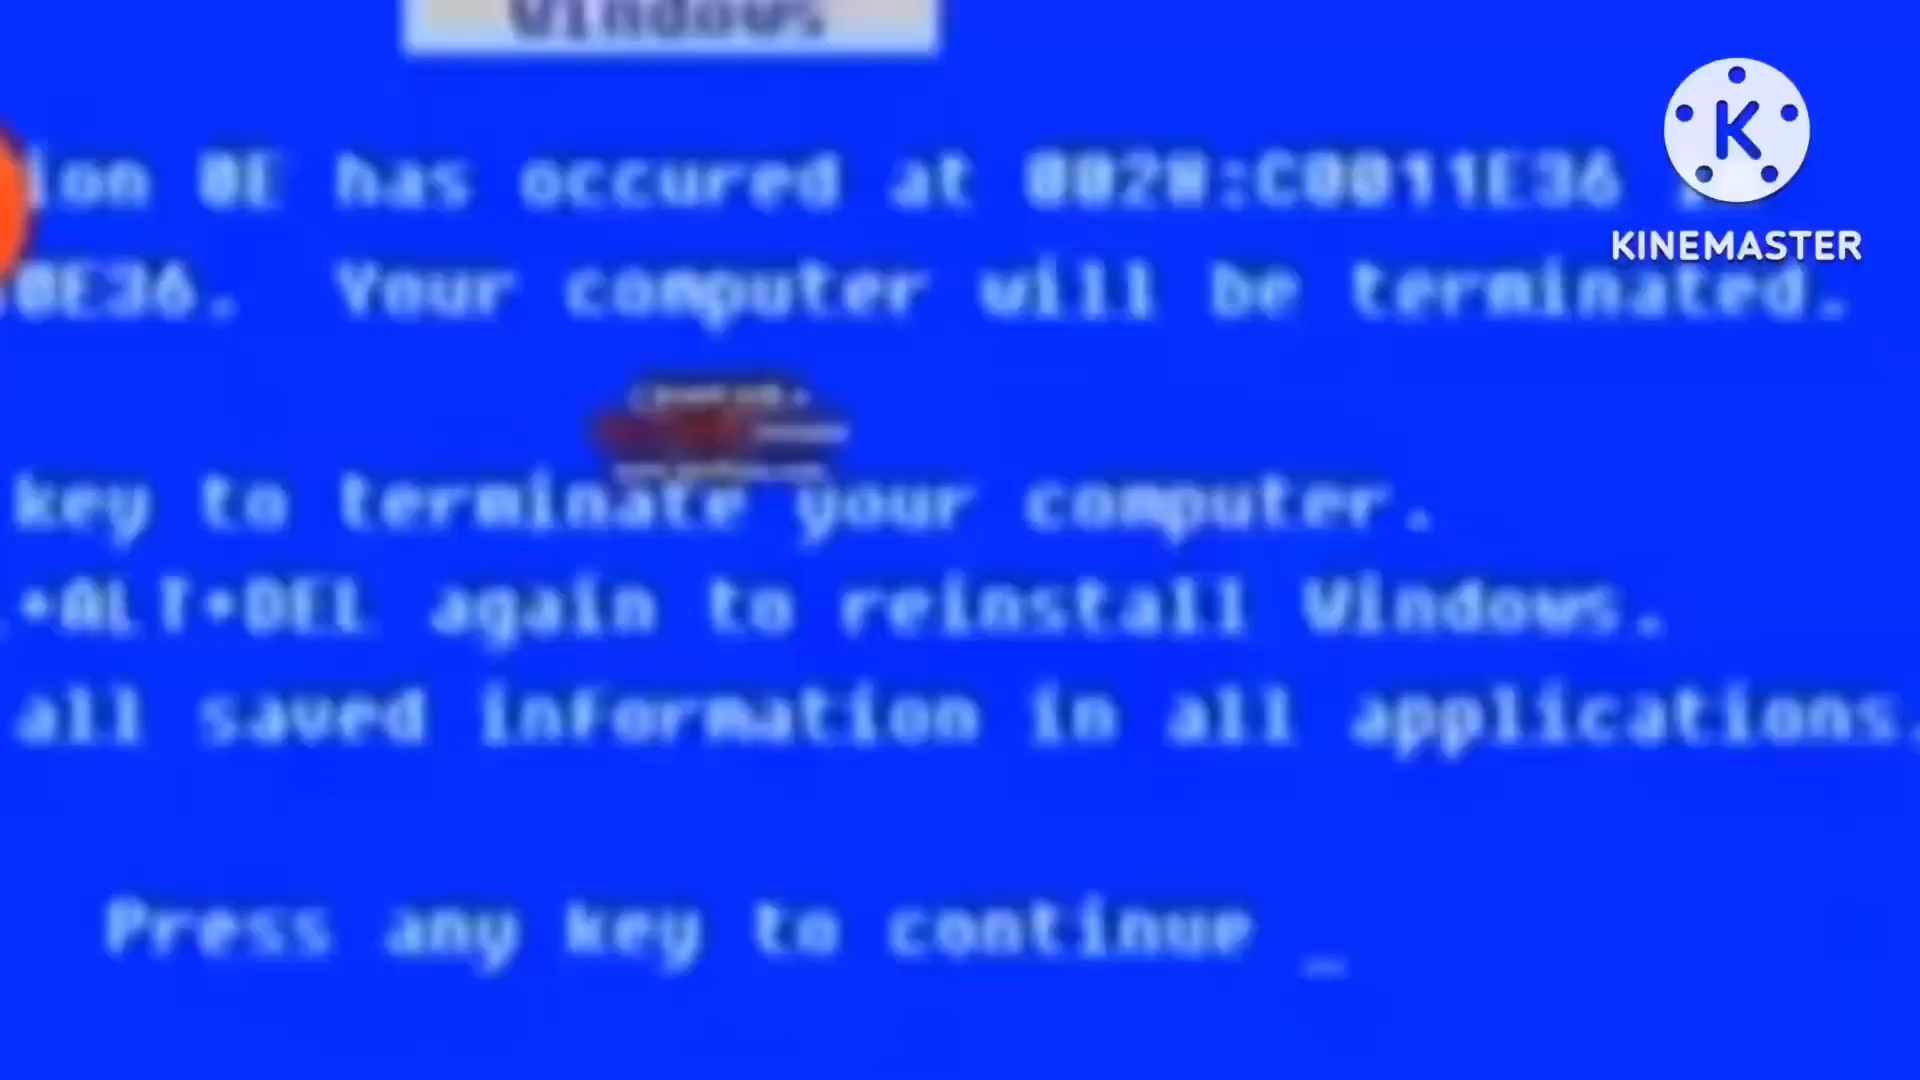 Windows
ion 0E has occured at 0028:C0011E36
0E36. Your computer will be terminated.
key to terminate your computer.
+ALT+DEL again to reinstall Windows.
all saved information in all applications.
Press any key to continue _
K
KINEMASTER